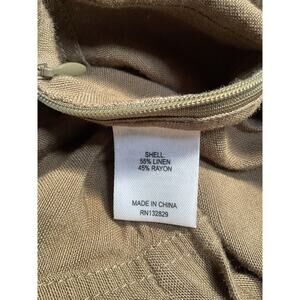 SHELL:
55% LINEN
45% RAYON
MADE IN CHINA
RN132829